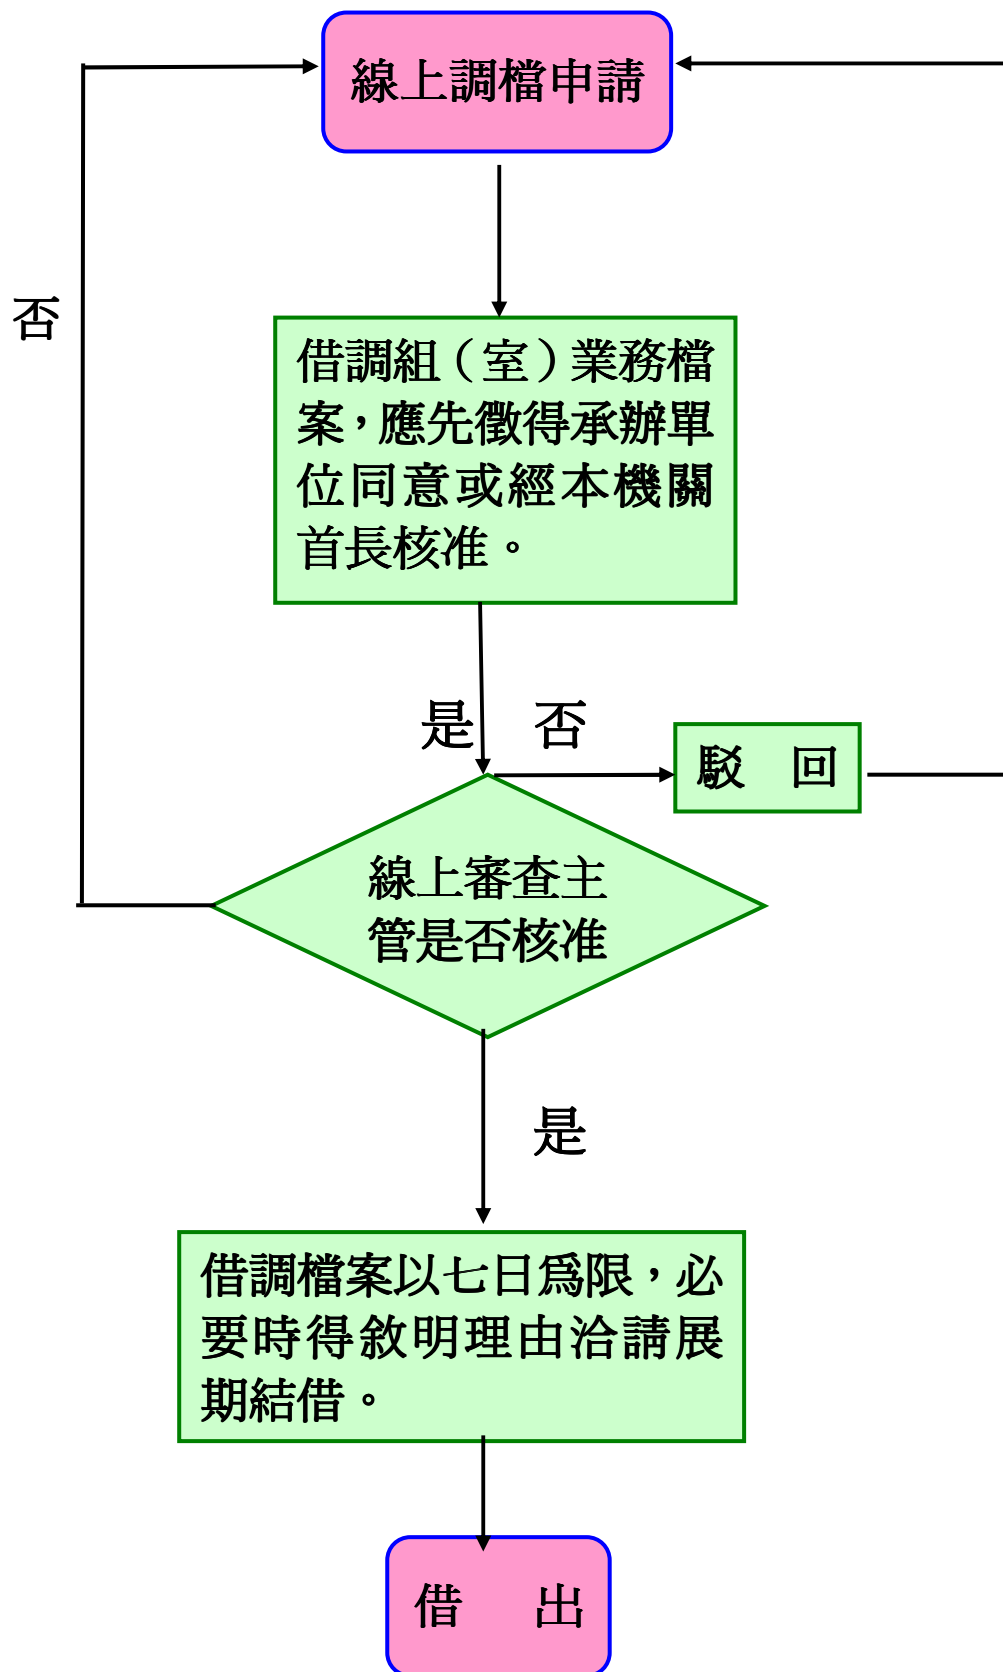 線上調檔申請
否
借調組（室）業務檔
案，應先徵得承辦單
位同意或經本機關
首長核准。
是
否
駁回
線上審查主
管是否核准
是
借調檔案以七日為限，必
要時得敘明理由洽請展
期結借。
借出